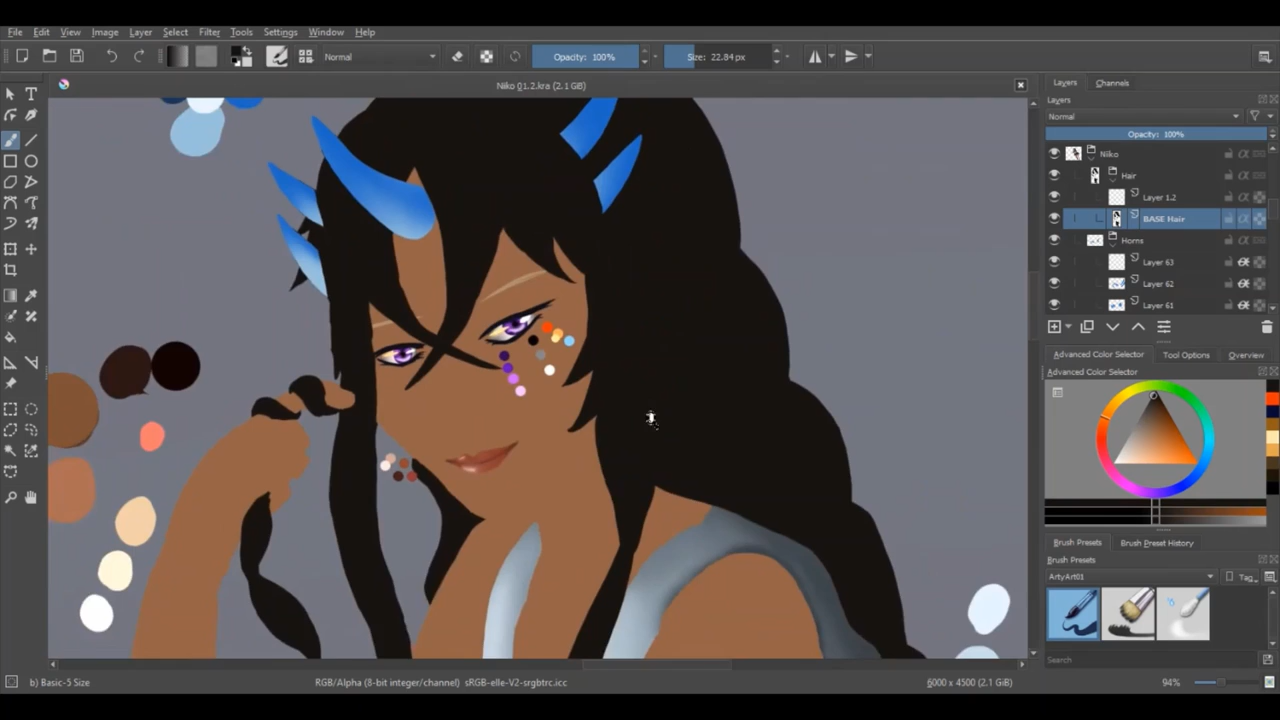 File Edit View Image Layer Select Filter Tools Settings Window Help
Normal Opacity: 100% Size: 22.84 px
Niko 01.2.kra (2.1 GiB)
Layers Channels
Layers
Normal
Opacity: 100%
Niko
Hair
Layer 1.2
BASE Hair
Horns
Layer 63
Layer 62
Layer 61
Advanced Color Selector Tool Options Overview
Advanced Color Selector
Brush Presets Brush Preset History
Brush Presets
ArtyArt01 Tag
Search
b) Basic-5 Size RGB/Alpha (8-bit integer/channel) sRGB-elle-V2-srgbtrc.icc 6000 x 4500 (2.1 GiB) 94%